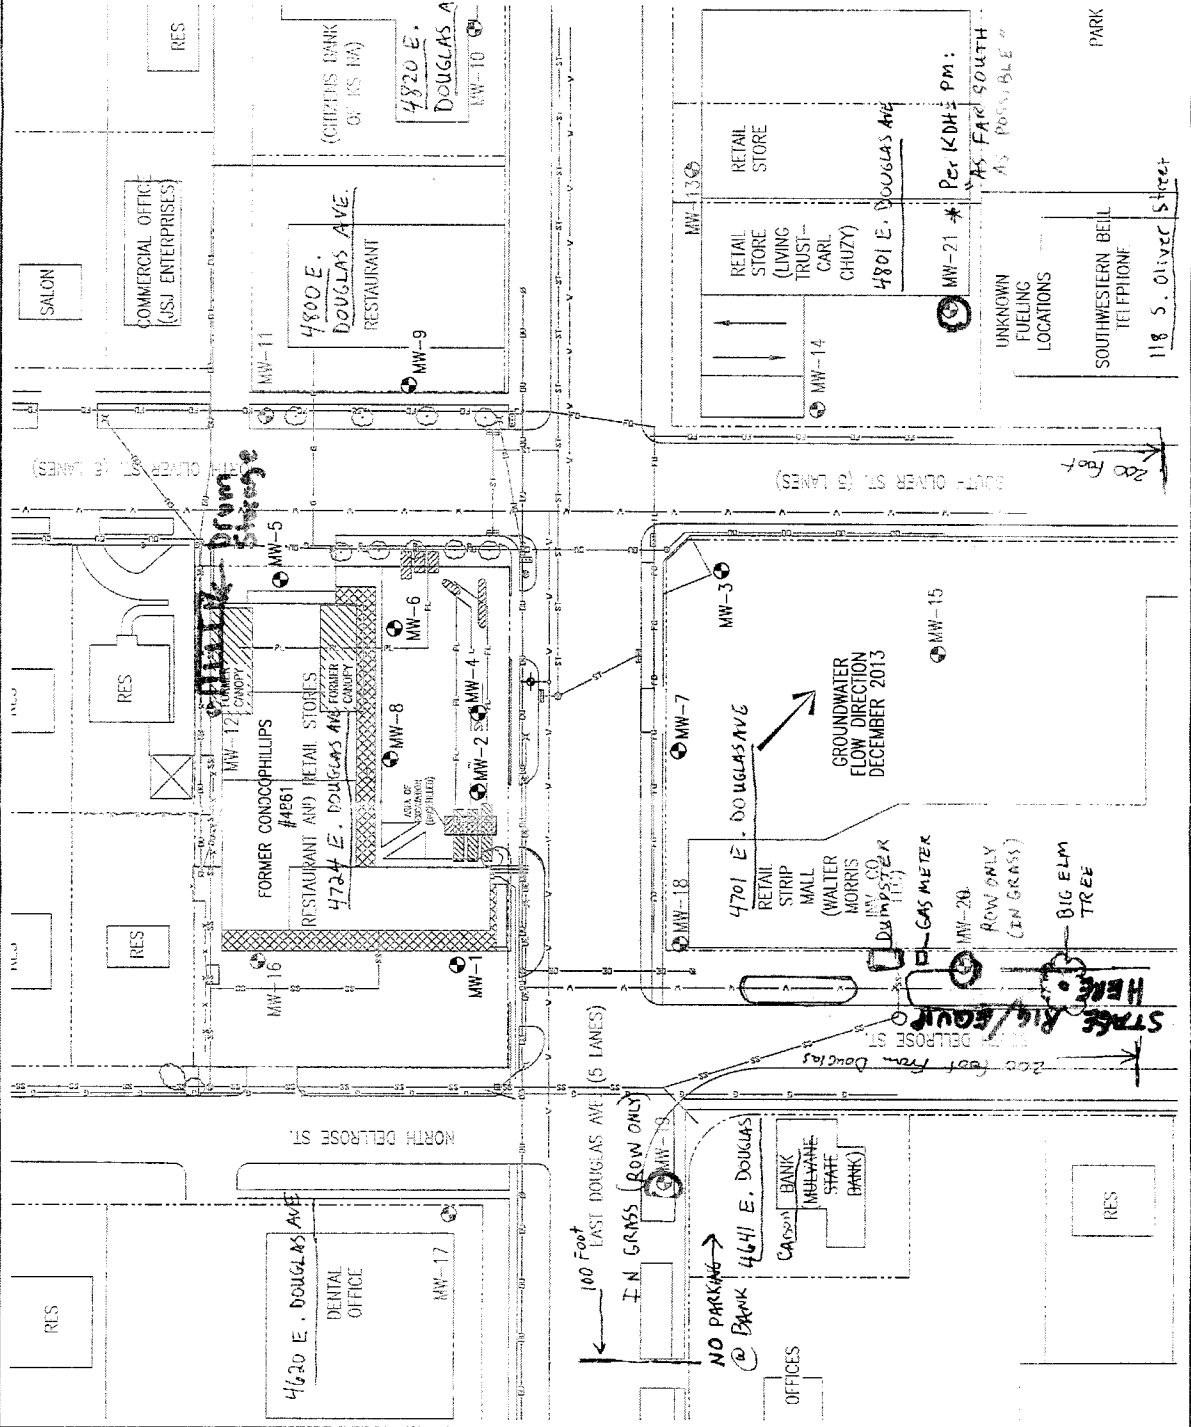 RES
(CITIZENS BANK
OF KS NA)
4820 E.
DOUGLAS A
MW-10
SALON
COMMERCIAL OFFICE
(JSJ ENTERPRISES)
4800 E.
DOUGLAS AVE.
RESTAURANT
MW-11
MW-9
NORTH OLIVER ST. (5 LANES)
Drum
Storage
MW-5
MW-6
MW-4
MW-2
MW-8
MW-12
FORMER
CANOPY
FORMER
CANOPY
FORMER CONOCOPHILLIPS
#4861
RESTAURANT AND RETAIL STORES
4724 E. DOUGLAS AVE
AREA OF
RES
RES
MW-16
MW-1
NORTH DELLROSE ST.
4620 E. DOUGLAS AVE
DENTAL
OFFICE
MW-17
RES
EAST DOUGLAS AVE (5 LANES)
100 Foot
IN GRASS (ROW ONLY)
MW-19
NO PARKING
@ BANK
4641 E. DOUGLAS
Carson BANK
(MULVANE
STATE
BANK)
OFFICES
RES
PARK
RETAIL
STORE
MW-13
RETAIL
STORE
(LIVING
TRUST-
CARL
CHUZY)
4801 E. DOUGLAS AVE
MW-21 * Per KDHE PM:
"AS FAR SOUTH
AS POSSIBLE"
MW-14
UNKNOWN
FUELING
LOCATIONS
SOUTHWESTERN BELL
TELEPHONE
118 S. Oliver Street
200 Foot
SOUTH OLIVER ST. (5 LANES)
MW-3
MW-15
MW-7
GROUNDWATER
FLOW DIRECTION
DECEMBER 2013
4701 E. DOUGLAS AVE
RETAIL
STRIP
MALL
(WALTER
MORRIS
INV. CO.
LLC)
MW-18
DUMPSTER
GAS METER
MW-20
ROW ONLY
(IN GRASS)
BIG ELM
TREE
STAGE RIG/EQUIP
HERE
DELLROSE ST.
200 foot From Douglas